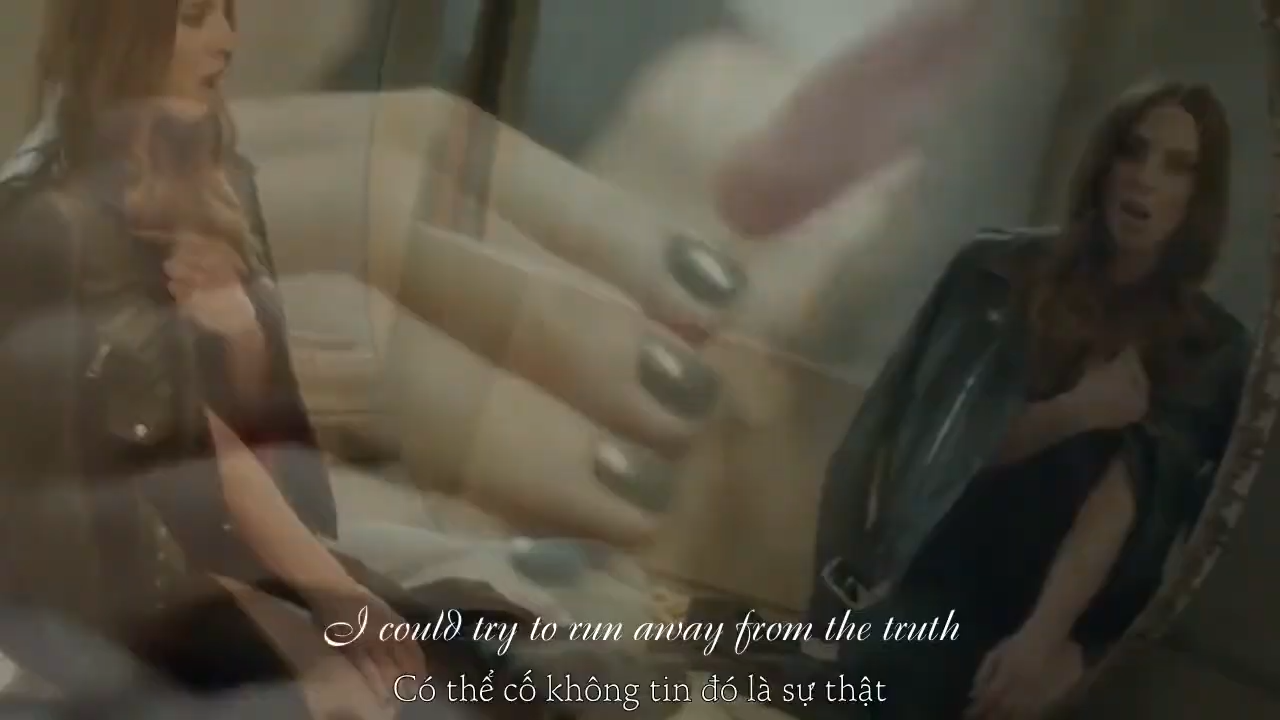 I could try to run away from the truth
Có thể cố không tin đó là sự thật